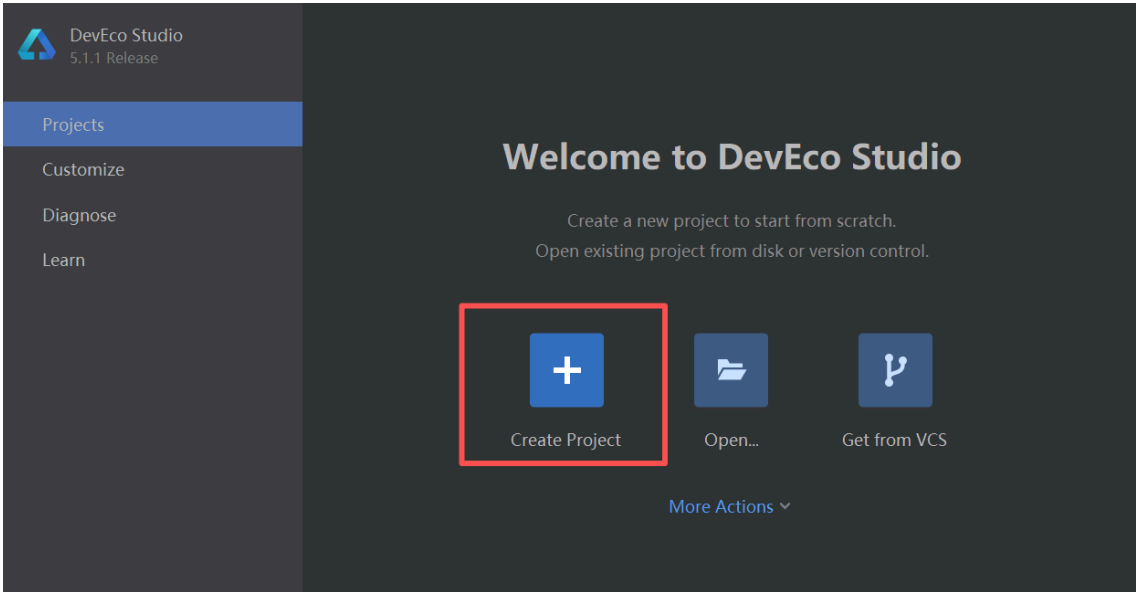 DevEco Studio
5.1.1 Release
Projects
Customize
Diagnose
Learn
Welcome to DevEco Studio
Create a new project to start from scratch.
Open existing project from disk or version control.
Create Project
Open...
Get from VCS
More Actions